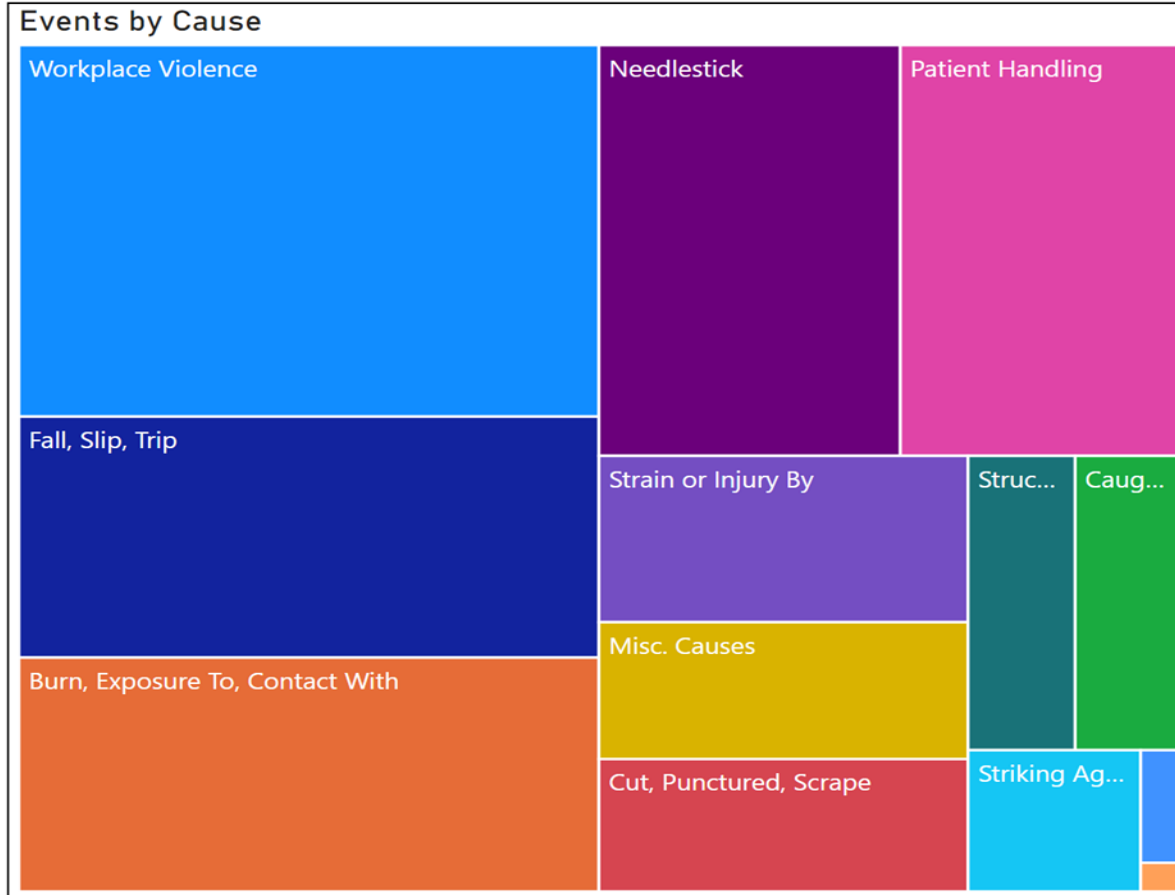 Events by Cause
Workplace Violence
Needlestick
Patient Handling
Fall, Slip, Trip
Strain or Injury By
Struc...
Caug...
Misc. Causes
Burn, Exposure To, Contact With
Cut, Punctured, Scrape
Striking Ag...